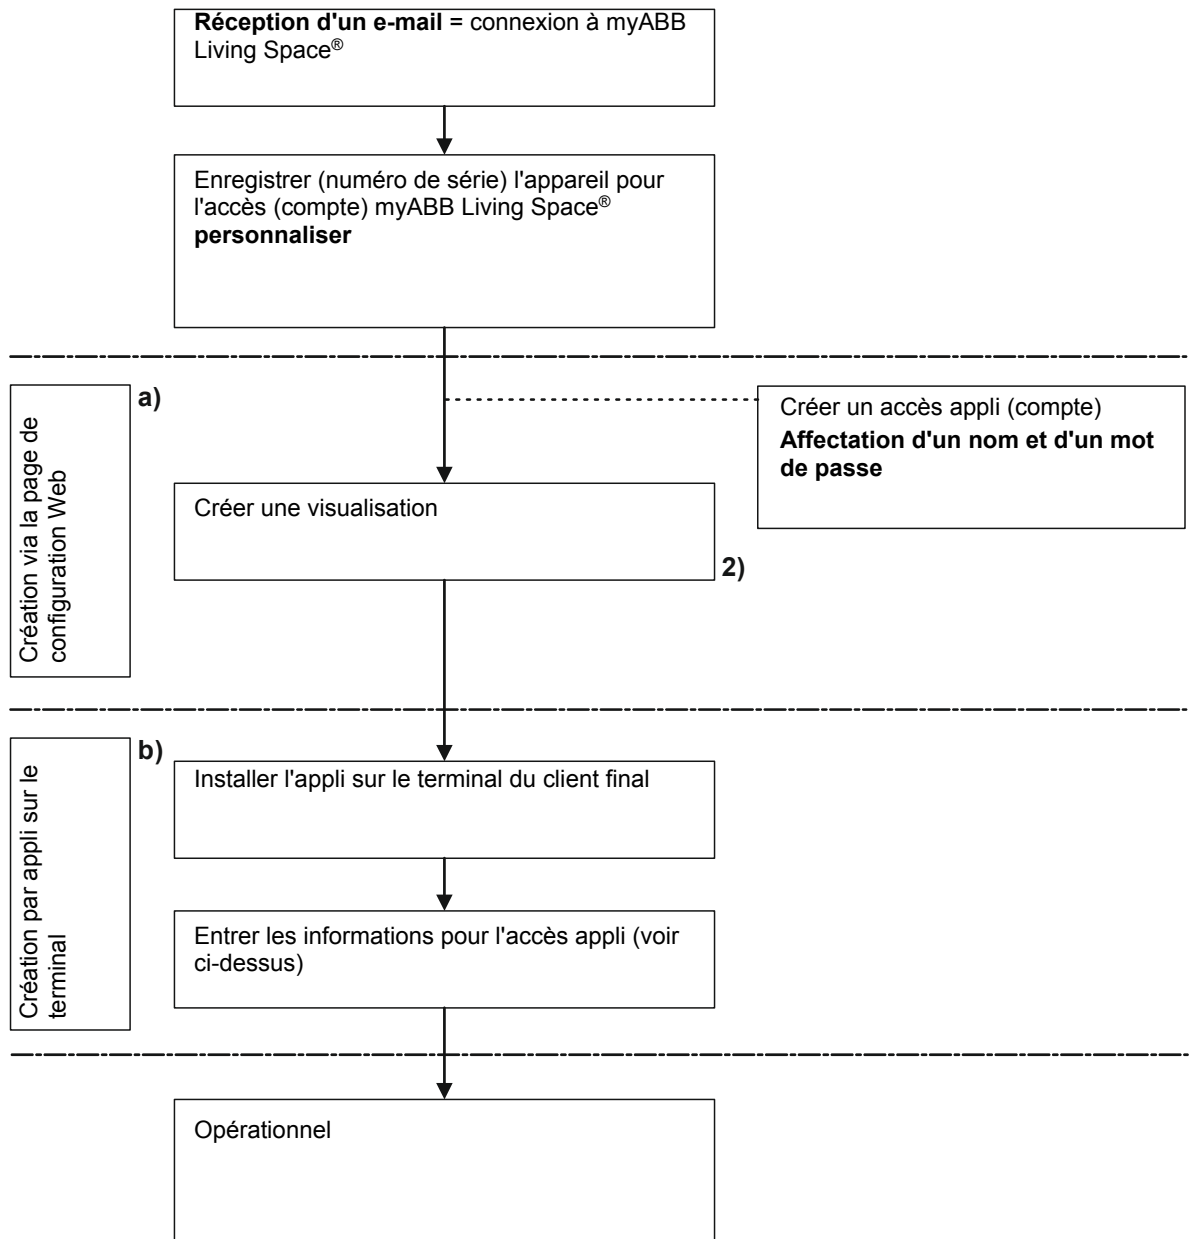 Réception d'un e-mail = connexion à myABB
Living Space®
Enregistrer (numéro de série) l'appareil pour
l'accès (compte) myABB Living Space®
personnaliser
a)
Création via la page de
configuration Web
Créer un accès appli (compte)
Affectation d'un nom et d'un mot
de passe
Créer une visualisation
2)
b)
Création par appli sur le
terminal
Installer l'appli sur le terminal du client final
Entrer les informations pour l'accès appli (voir
ci-dessus)
Opérationnel